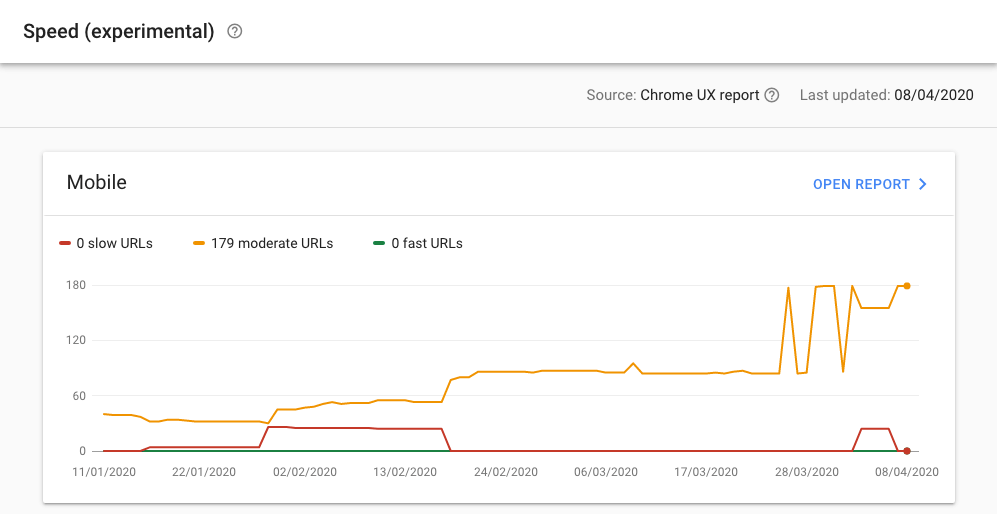 Speed (experimental)
Source: Chrome UX report Last updated: 08/04/2020
Mobile OPEN REPORT
0 slow URLs 179 moderate URLs 0 fast URLs
180
120
60
0
11/01/2020 22/01/2020 02/02/2020 13/02/2020 24/02/2020 06/03/2020 17/03/2020 28/03/2020 08/04/2020